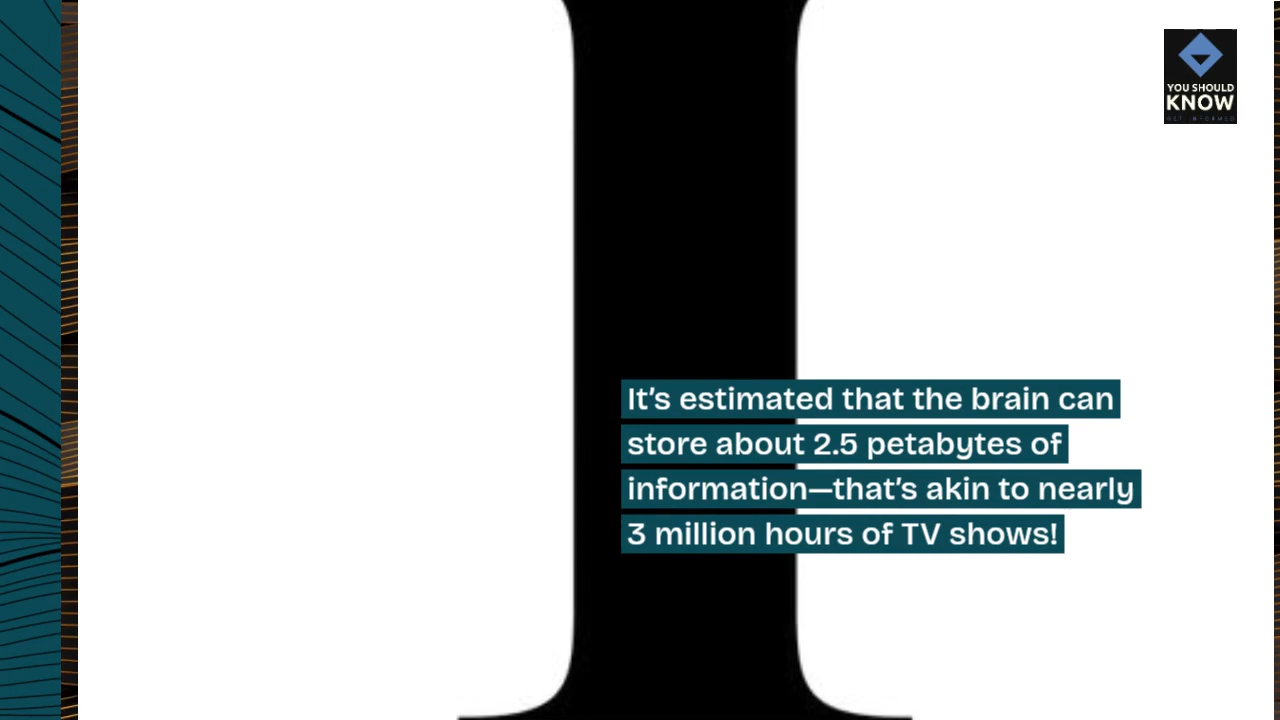 YOU SHOULD
KNOW
It's estimated that the brain can
store about 2.5 petabytes of
information—that's akin to nearly
3 million hours of TV shows!